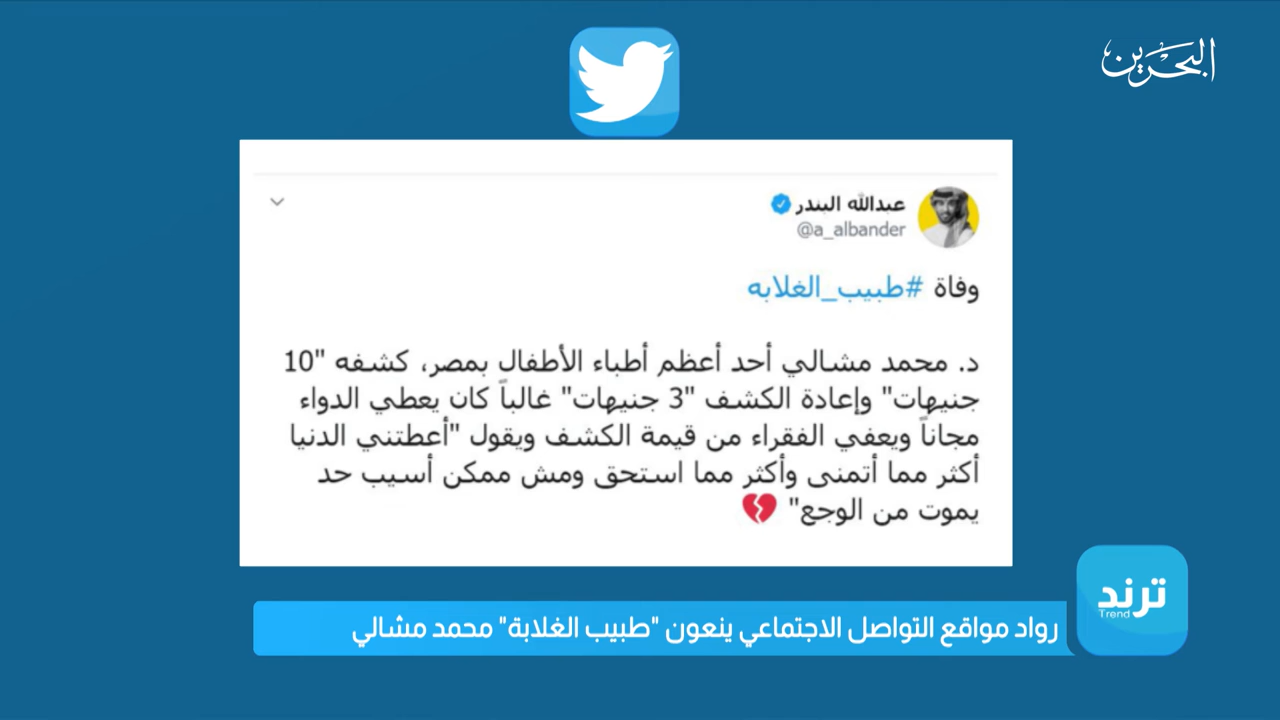 البحرين
عبدالله البندر
@a_albander
وفاة #طبيب_الغلابه
د. محمد مشالي أحد أعظم أطباء الأطفال بمصر، كشفه "10
جنيهات" وإعادة الكشف "3 جنيهات" غالباً كان يعطي الدواء
مجاناً ويعفي الفقراء من قيمة الكشف ويقول "أعطتني الدنيا
أكثر مما أتمنى وأكثر مما استحق ومش ممكن أسيب حد
يموت من الوجع" 💔
ترند
Trend
رواد مواقع التواصل الاجتماعي ينعون "طبيب الغلابة" محمد مشالي